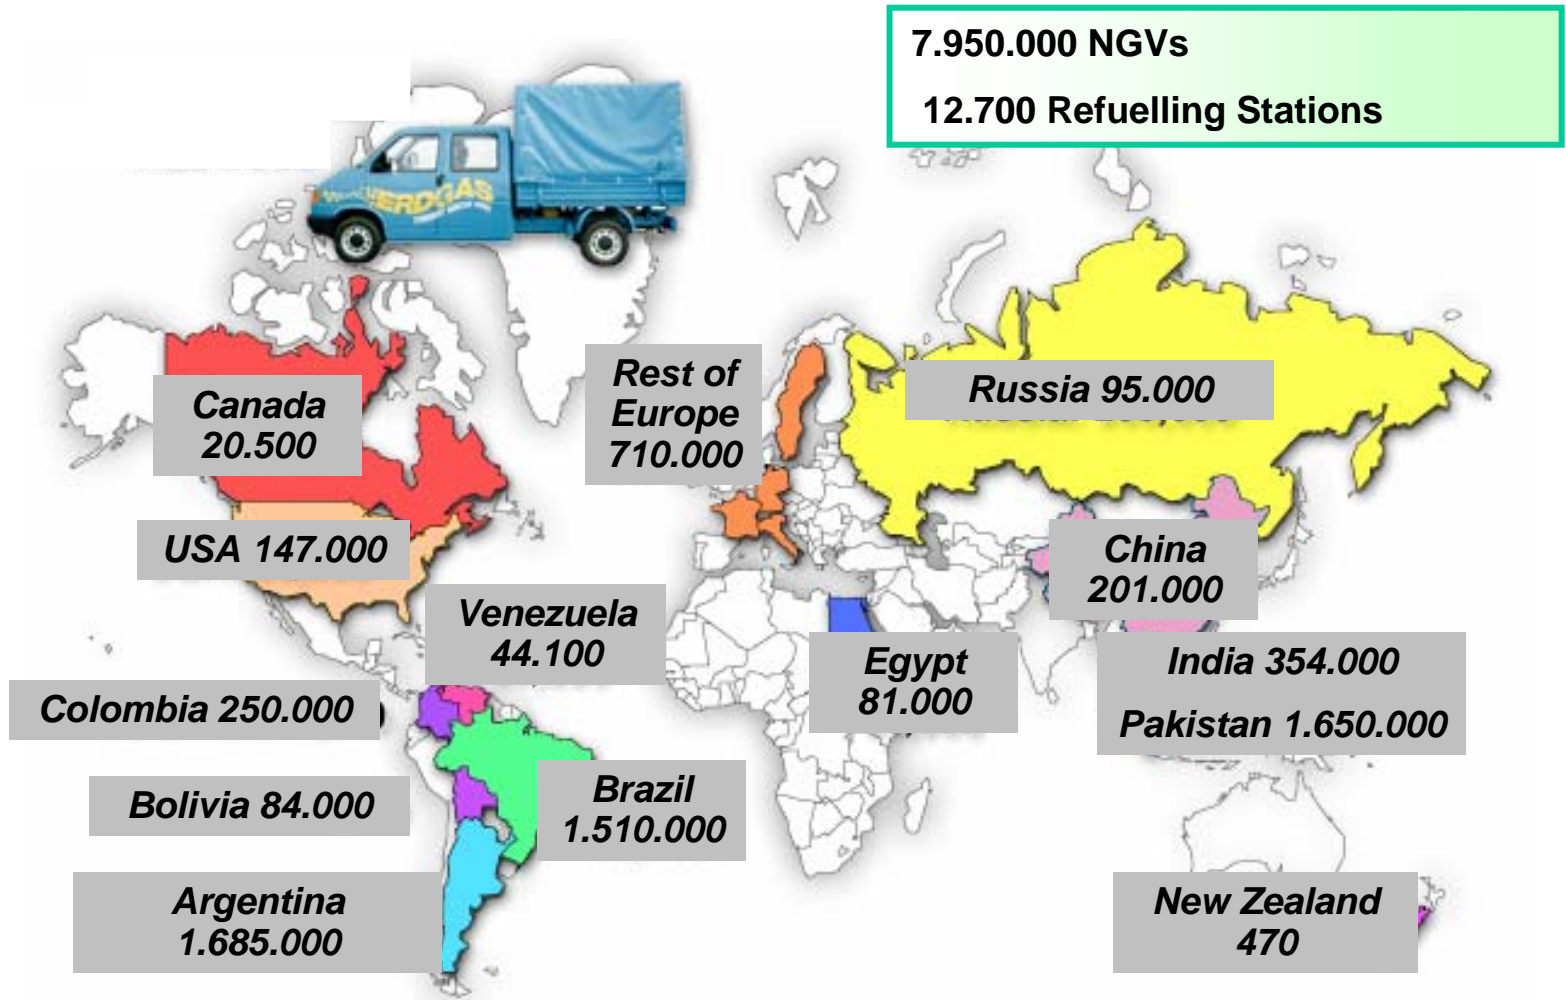 7.950.000 NGVs
12.700 Refuelling Stations
ERDGAS
Rest of
Europe
710.000
Russia 95.000
Canada
20.500
USA 147.000
China
201.000
Venezuela
44.100
Egypt
81.000
India 354.000
Pakistan 1.650.000
Colombia 250.000
Bolivia 84.000
Brazil
1.510.000
Argentina
1.685.000
New Zealand
470